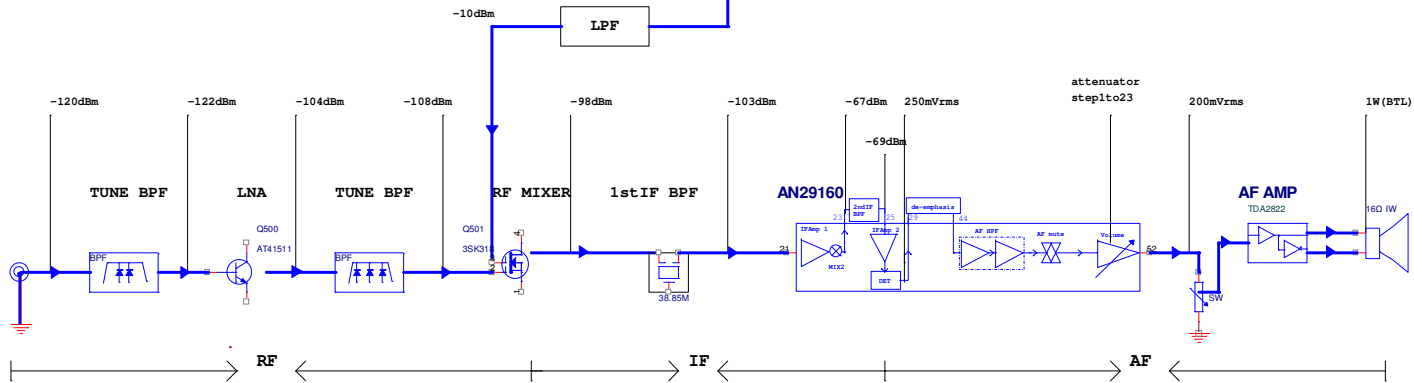 -10dBm
LPF
attenuator
step1to23
-120dBm
-122dBm
-104dBm
-108dBm
-98dBm
-103dBm
-67dBm
250mVrms
200mVrms
1W(BTL)
-69dBm
TUNE BPF
LNA
TUNE BPF
RF MIXER
1stIF BPF
AN29160
AF AMP
TDA2822
16Ω IW
Q500
AT41511
Q501
3SK318
4
1
23
2ndIF
BPF
25
29
de-emphasis
44
IFAmp 1
IFAmp 2
AF HPF
AF mute
Volume
21
52
MIX2
DET
BPF
BPF
38.85M
SW
RF
IF
AF